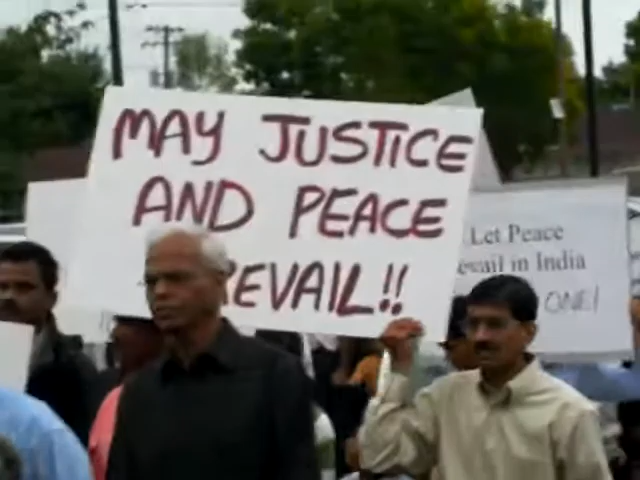 MAY JUSTICE
AND PEACE
REVAIL!!
Let Peace
evail in India
ONE!